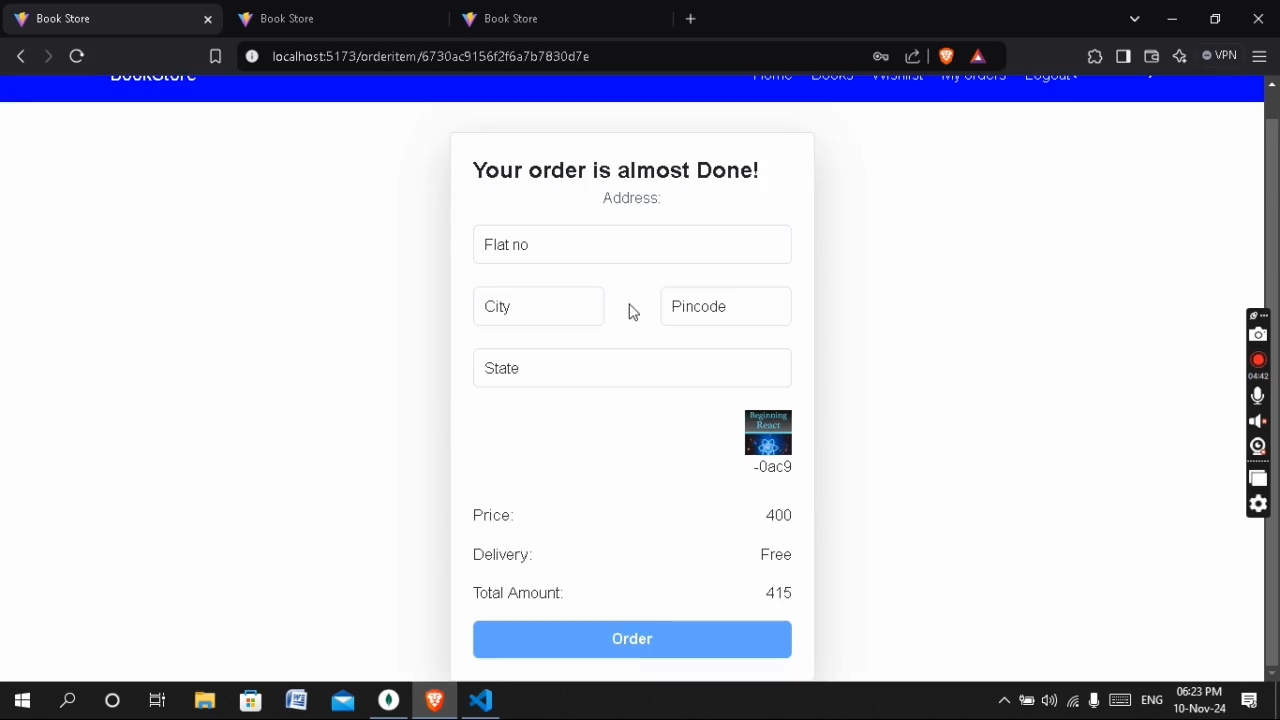 Book Store
Book Store
Book Store
localhost:5173/orderitem/6730ac9156f2f6a7b7830d7e
VPN
BookStore
Home Books Wishlist My orders Logout
Your order is almost Done!
Address:
Flat no
City Pincode
State
Beginning
React
-0ac9
Price: 400
Delivery: Free
Total Amount: 415
Order
04:42
ENG
06:23 PM
10-Nov-24